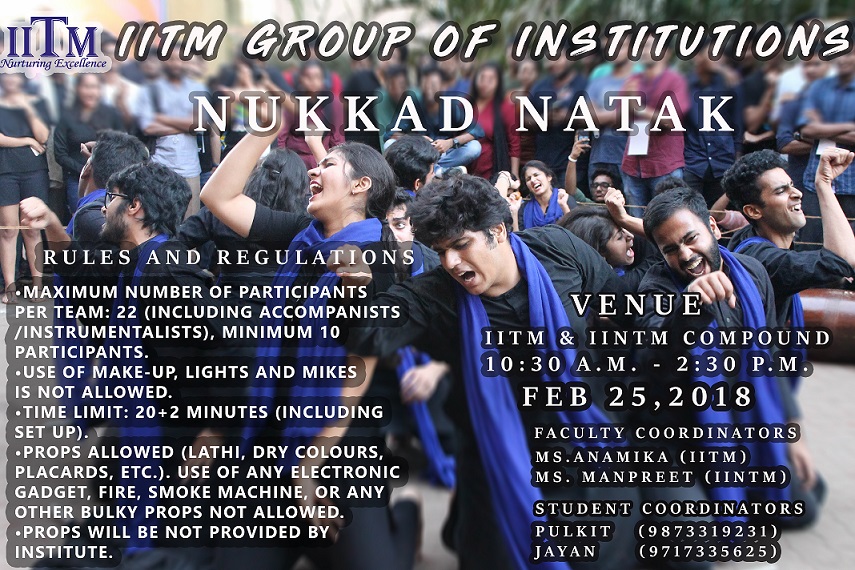 IITM
Nurturing Excellence
IITM GROUP OF INSTITUTIONS
NUKKAD NATAK
RULES AND REGULATIONS
•MAXIMUM NUMBER OF PARTICIPANTS
PER TEAM: 22 (INCLUDING ACCOMPANISTS
/INSTRUMENTALISTS), MINIMUM 10
PARTICIPANTS.
•USE OF MAKE-UP, LIGHTS AND MIKES
IS NOT ALLOWED.
•TIME LIMIT: 20+2 MINUTES (INCLUDING
SET UP).
•PROPS ALLOWED (LATHI, DRY COLOURS,
PLACARDS, ETC.). USE OF ANY ELECTRONIC
GADGET, FIRE, SMOKE MACHINE, OR ANY
OTHER BULKY PROPS NOT ALLOWED.
•PROPS WILL BE NOT PROVIDED BY
INSTITUTE.
VENUE
IITM & IINTM COMPOUND
10:30 A.M. - 2:30 P.M.
FEB 25,2018
FACULTY COORDINATORS
MS.ANAMIKA (IITM)
MS. MANPREET (IINTM)
STUDENT COORDINATORS
PULKIT (9873319231)
JAYAN (9717335625)